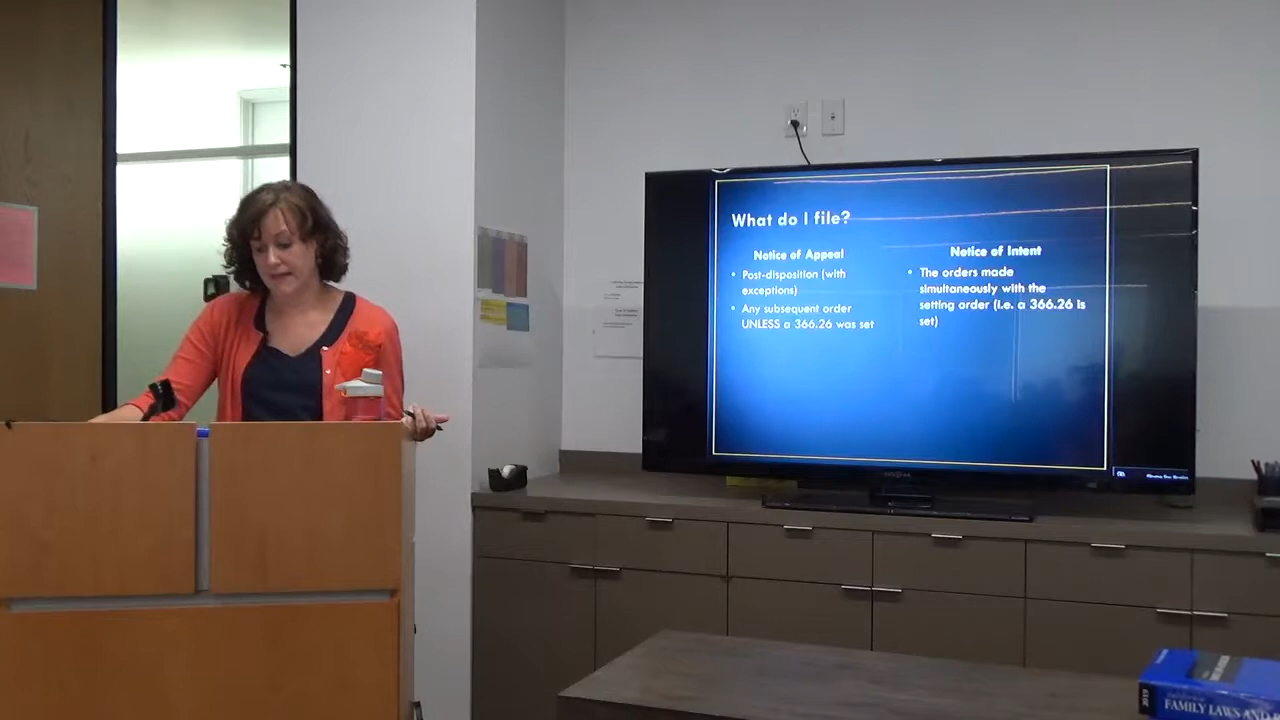 What do I file?
Notice of Appeal
• Post-disposition (with
exceptions)
• Any subsequent order
UNLESS a 366.26 was set
Notice of Intent
• The orders made
simultaneously with the
setting order (i.e. a 366.26 is
set)
2019
FAMILY LAWS AND